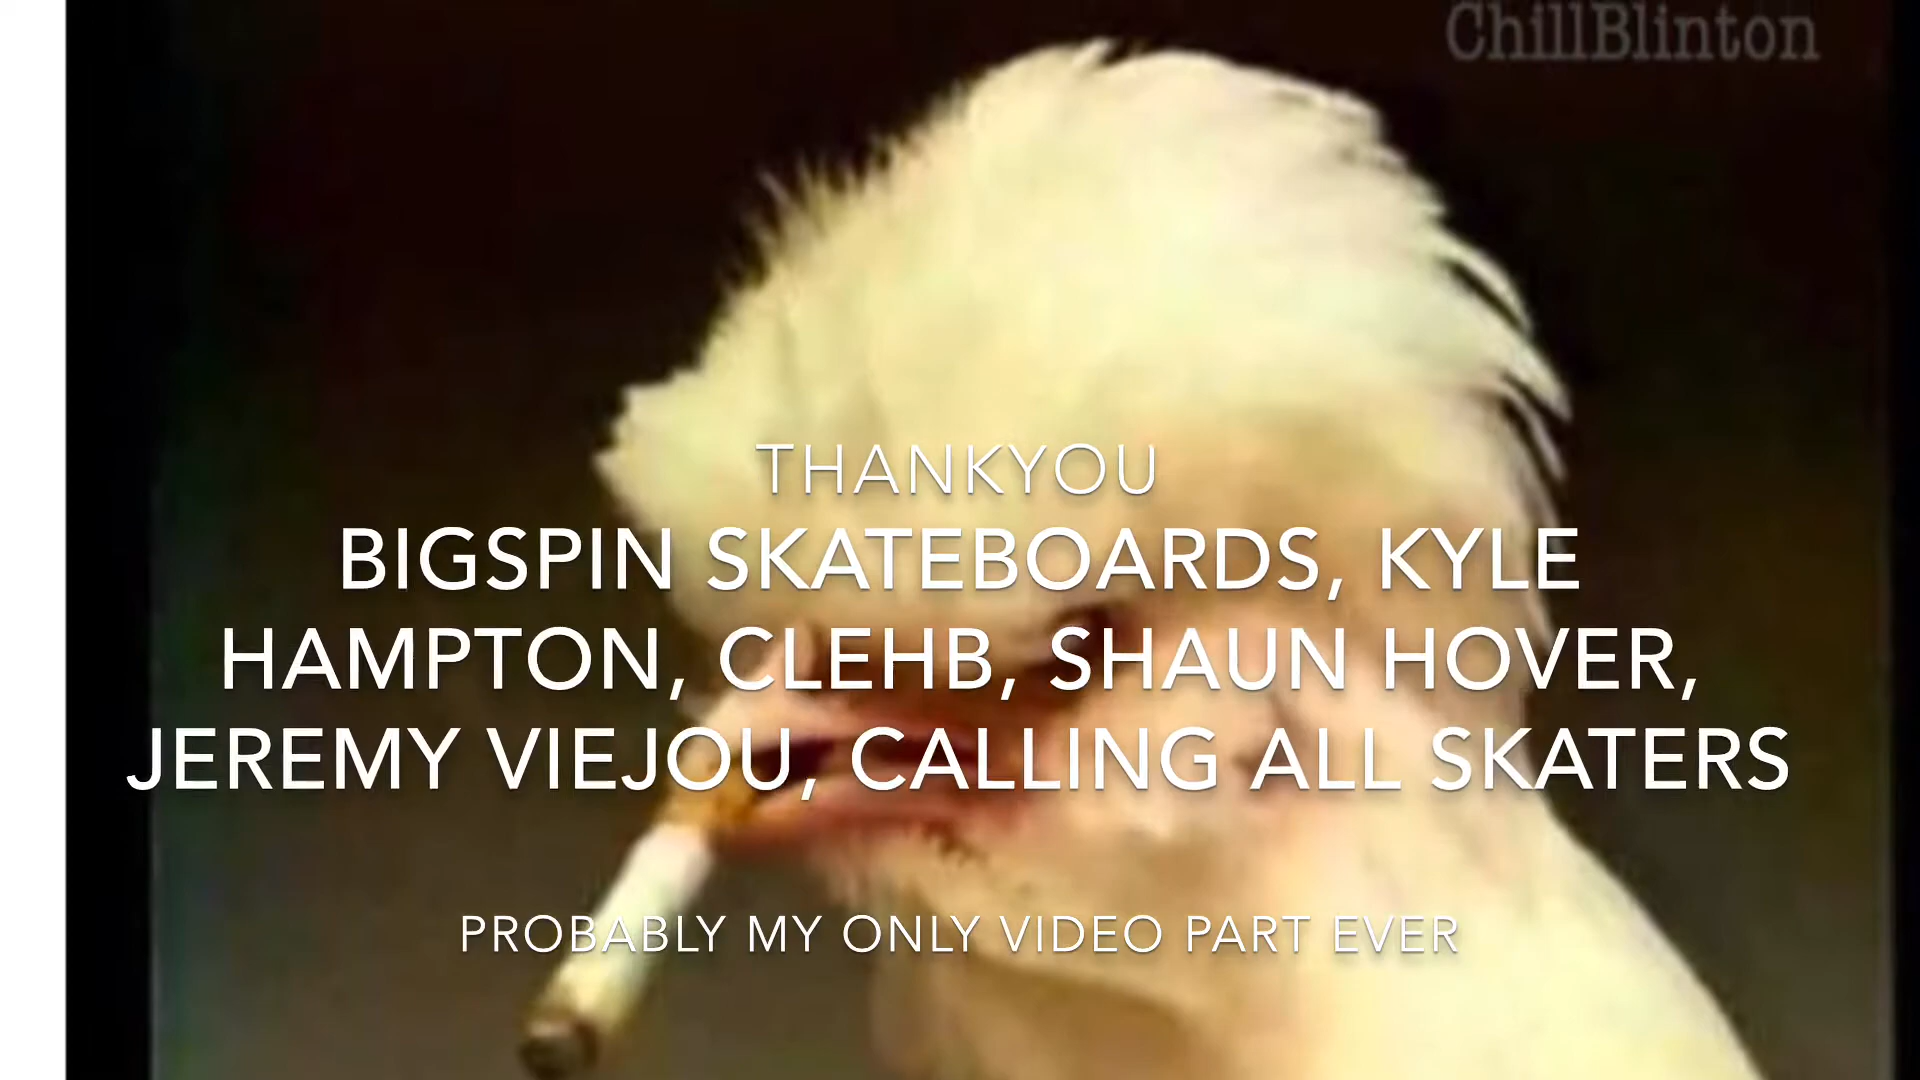 ChillBlinton
THANKYOU
BIGSPIN SKATEBOARDS, KYLE
HAMPTON, CLEHB, SHAUN HOVER,
JEREMY VIEJOU, CALLING ALL SKATERS
PROBABLY MY ONLY VIDEO PART EVER